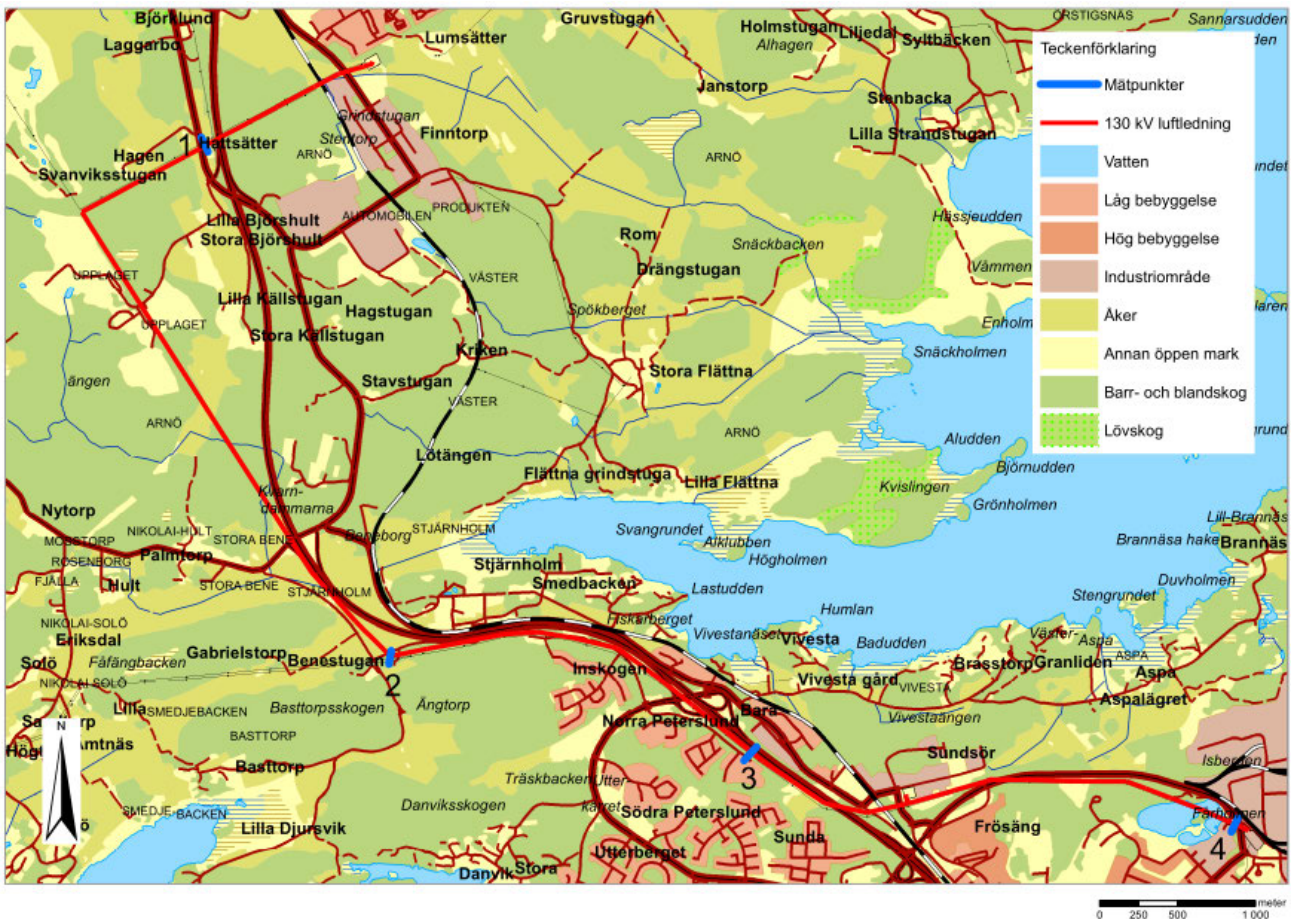 Björklund
Laggarbo
Lumsätter
Gruvstugan
Holmstugan
Liljedal
Syltbäcken
Alhagen
ÖRSTIGSNÄS
Sannarsudden
Janstorp
Stenbacka
Lilla Strandstugan
Grindstugan
Stentorp
Finntorp
1
Hattsätter
ARNÖ
Hagen
Svanviksstugan
ARNÖ
Lilla Björshult
Stora Björshult
AUTOMOBILEN
PRODUKTEN
Hässjeudden
Rom
Snäckbacken
Drängstugan
Våmmen
UPPLAGET
VÄSTER
UPPLAGET
Lilla Källstugan
Hagstugan
Spökberget
Enholm
Stora Källstugan
Kriken
Snäckholmen
Stavstugan
Stora Flättna
ängen
VÄSTER
ARNÖ
ARNÖ
Aludden
Lötängen
Björnudden
Flättna grindstuga
Lilla Flättna
Kvislingen
Grönholmen
Kvarn-
dammarna
Nytorp
NIKOLAI-HULT
STORA BENE
Beneborg
STJÄRNHOLM
Svangrundet
Alklubben
Högholmen
Lill-Brannäs
Brannäsa hake
Brannäs
MOSSTORP
ROSENBORG
Palmtorp
FJÄLLA
Hult
STORA BENE
STJÄRNHOLM
Stjärnholm
Smedbacken
Lastudden
Duvholmen
Stengrundet
NIKOLAI-SOLÖ
Eriksdal
Fiskarberget
Humlan
Vivestanäset
Vivesta
Badudden
Väster-
Aspa
ASPA
Solö
Fåfängbacken
Gabrielstorp
Benestugan
Inskogen
Vivesta gård
VIVESTA
Brasstorp
Granliden
Aspa
Aspalägret
NIKOLAI SOLÖ
2
Lilla
SMEDJEBACKEN
Basttorpsskogen
Ängtorp
Norra Peterslund
Bara
Vivestaängen
Amtnäs
BASTTORP
Basttorp
3
Sundsör
Isbergen
Träskbacken
Utter-
kärret
SMEDJE-BACKEN
Danviksskogen
Södra Peterslund
Lilla Djursvik
Sunda
Frösäng
Fårholmen
4
Utterberget
Danvik
Stora
N
Teckenförklaring
Mätpunkter
130 kV luftledning
Vatten
Låg bebyggelse
Hög bebyggelse
Industriområde
Åker
Annan öppen mark
Barr- och blandskog
Lövskog
meter
0 250 500 1 000